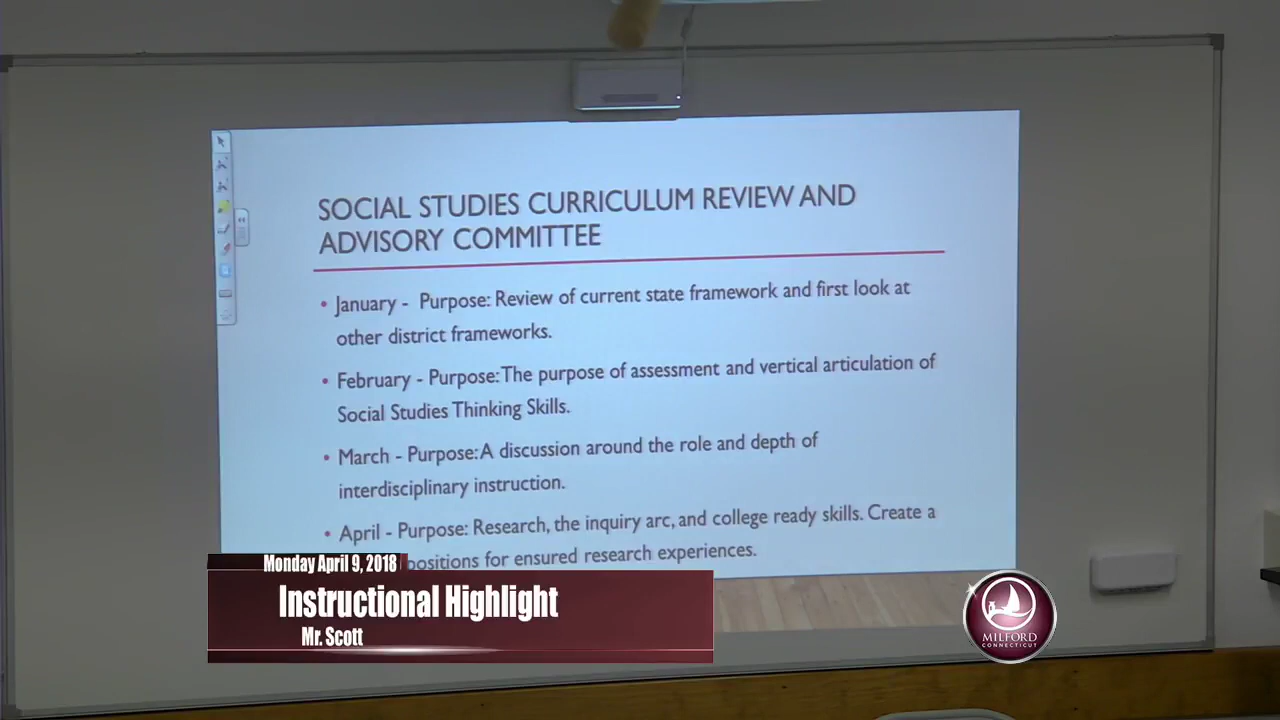 SOCIAL STUDIES CURRICULUM REVIEW AND
ADVISORY COMMITTEE
• January - Purpose: Review of current state framework and first look at
other district frameworks.
• February - Purpose: The purpose of assessment and vertical articulation of
Social Studies Thinking Skills.
• March - Purpose: A discussion around the role and depth of
interdisciplinary instruction.
• April - Purpose: Research, the inquiry arc, and college ready skills. Create a
positions for ensured research experiences.
Monday April 9, 2018
Instructional Highlight
Mr. Scott
MILFORD
CONNECTICUT